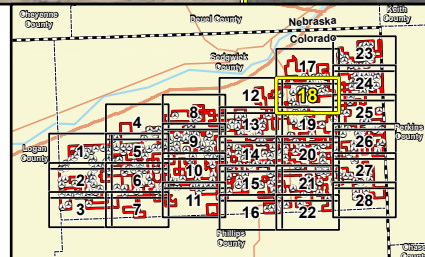 Cheyenne
County
Deuel County
Keith
County
Nebraska
Colorado
Sedgwick
County
23
17
24
12
18
8
25
4
13
19
Perkins
County
9
26
Logan
County
1
5
14
20
10
27
2
6
15
21
11
28
3
7
16
22
Phillips
County
Chase